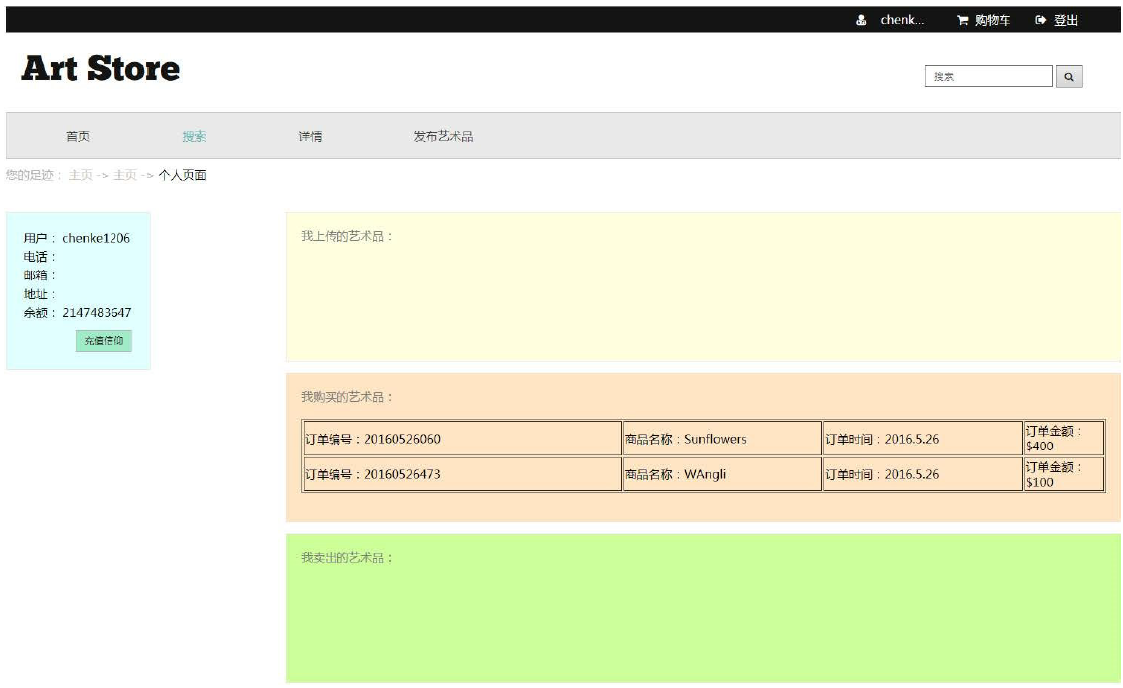 chenk... 购物车 登出
Art Store
搜索
首页 搜索 详情 发布艺术品
您的足迹： 主页 -> 主页 -> 个人页面
用户： chenke1206
电话：
邮箱：
地址：
余额： 2147483647
充值信仰
我上传的艺术品：
我购买的艺术品：
订单编号：20160526060 商品名称：Sunflowers 订单时间：2016.5.26 订单金额：
$400
订单编号：20160526473 商品名称：WAngli 订单时间：2016.5.26 订单金额：
$100
我卖出的艺术品：